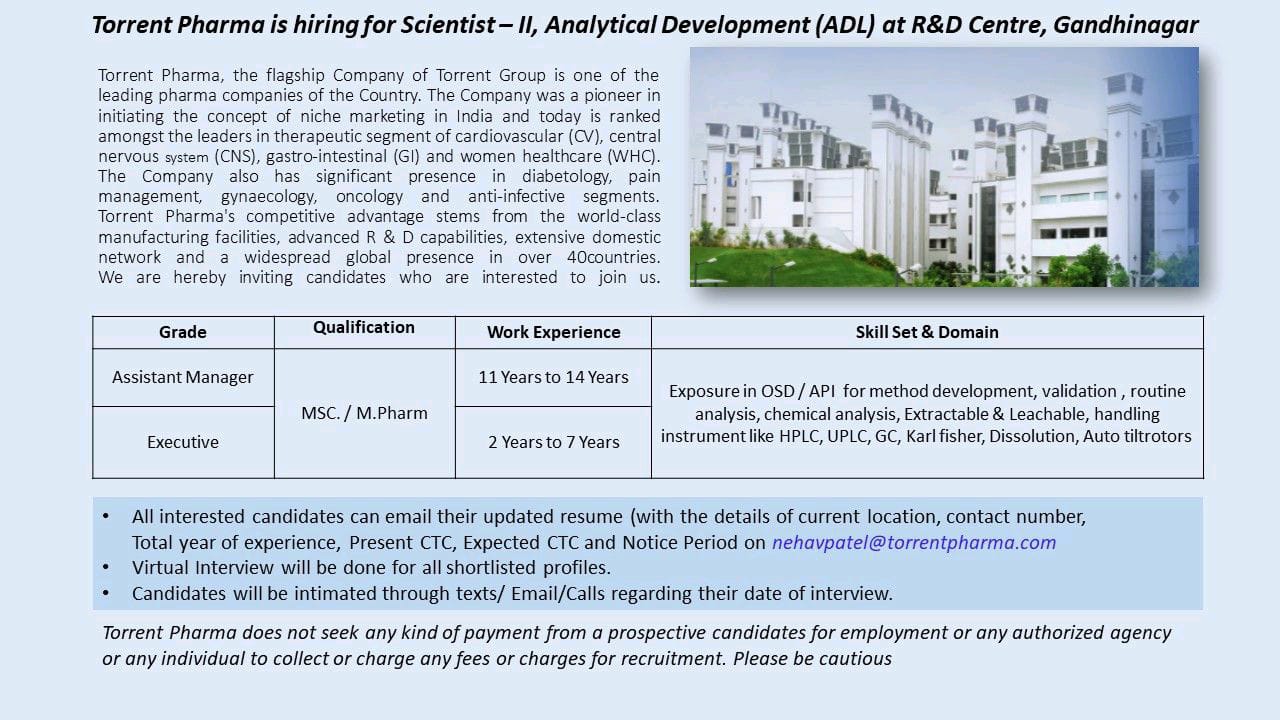 Torrent Pharma is hiring for Scientist – II, Analytical Development (ADL) at R&D Centre, Gandhinagar
Torrent Pharma, the flagship Company of Torrent Group is one of the
leading pharma companies of the Country. The Company was a pioneer in
initiating the concept of niche marketing in India and today is ranked
amongst the leaders in therapeutic segment of cardiovascular (CV), central
nervous system (CNS), gastro-intestinal (GI) and women healthcare (WHC).
The Company also has significant presence in diabetology, pain
management, gynaecology, oncology and anti-infective segments.
Torrent Pharma's competitive advantage stems from the world-class
manufacturing facilities, advanced R & D capabilities, extensive domestic
network and a widespread global presence in over 40countries.
We are hereby inviting candidates who are interested to join us.
Grade Qualification Work Experience Skill Set & Domain
Assistant Manager
MSC. / M.Pharm
11 Years to 14 Years
Exposure in OSD / API for method development, validation , routine
analysis, chemical analysis, Extractable & Leachable, handling
instrument like HPLC, UPLC, GC, Karl fisher, Dissolution, Auto tiltrotors
Executive
2 Years to 7 Years
• All interested candidates can email their updated resume (with the details of current location, contact number,
Total year of experience, Present CTC, Expected CTC and Notice Period on nehavpatel@torrentpharma.com
• Virtual Interview will be done for all shortlisted profiles.
• Candidates will be intimated through texts/ Email/Calls regarding their date of interview.
Torrent Pharma does not seek any kind of payment from a prospective candidates for employment or any authorized agency
or any individual to collect or charge any fees or charges for recruitment. Please be cautious